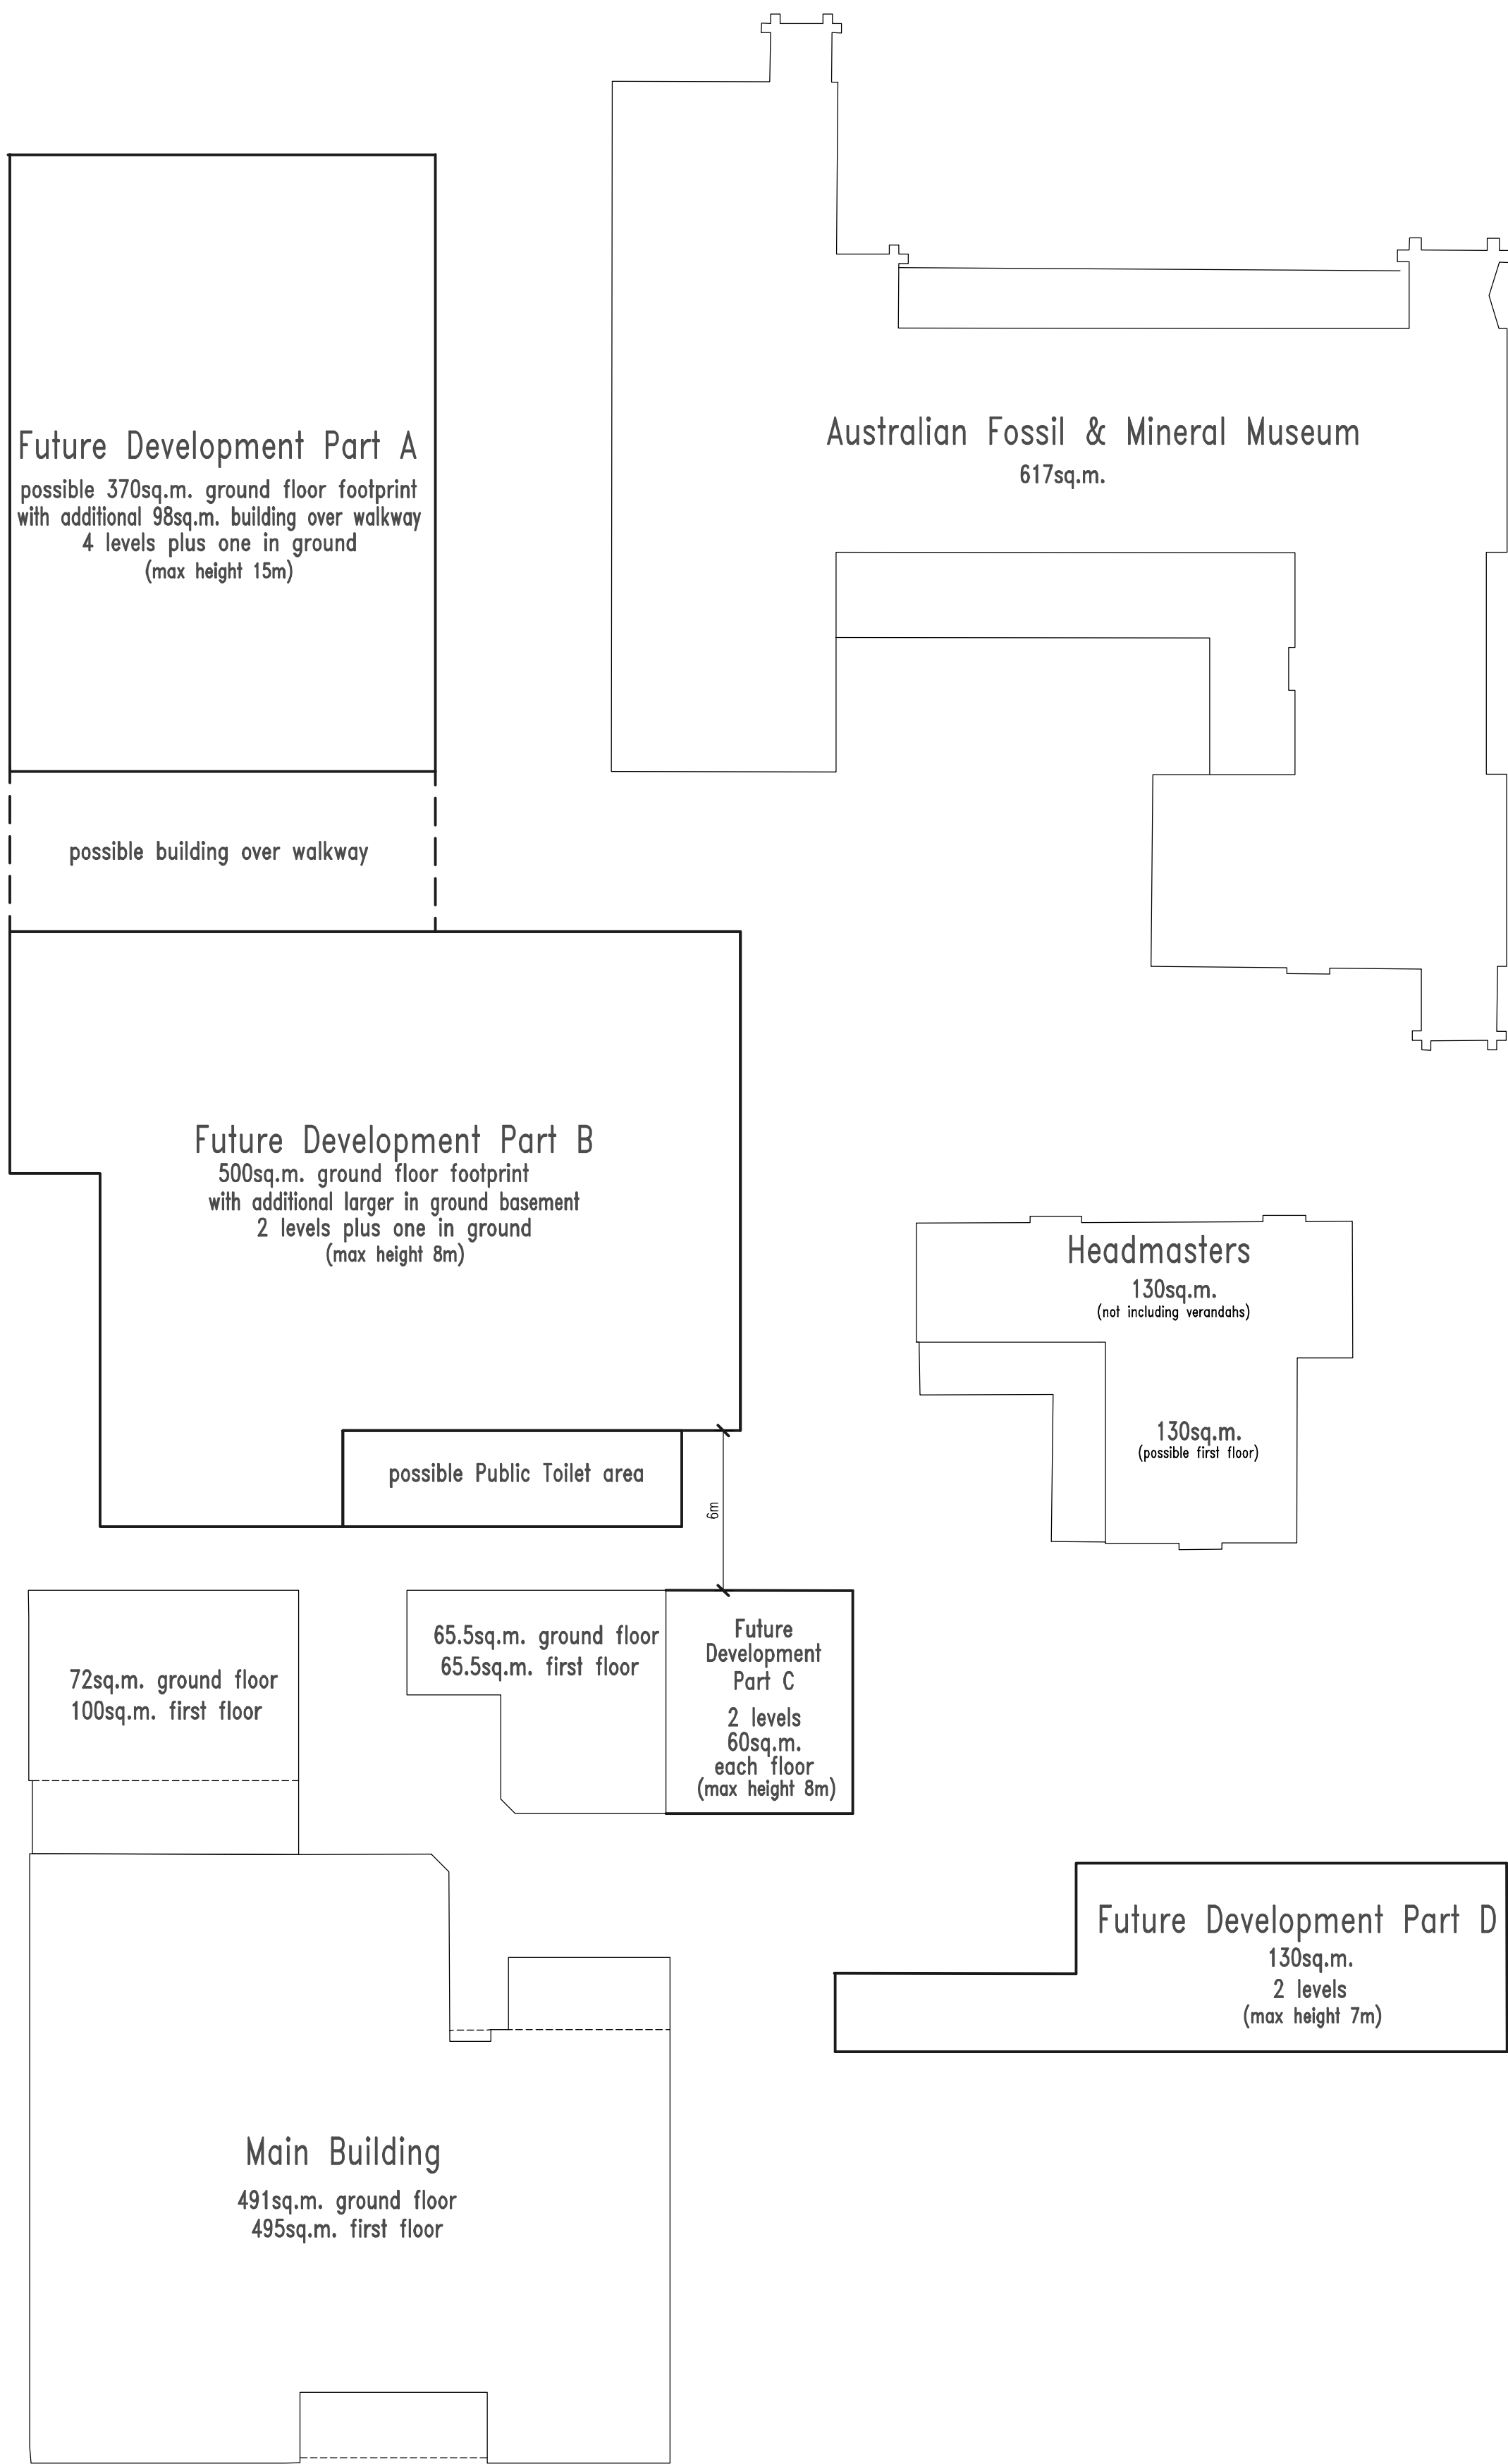 Australian Fossil & Mineral Museum
617sq.m.
Future Development Part A
possible 370sq.m. ground floor footprint
with additional 98sq.m. building over walkway
4 levels plus one in ground
(max height 15m)
possible building over walkway
Future Development Part B
500sq.m. ground floor footprint
with additional larger in ground basement
2 levels plus one in ground
(max height 8m)
Headmasters
130sq.m.
(not including verandahs)
130sq.m.
(possible first floor)
possible Public Toilet area
6m
65.5sq.m. ground floor
65.5sq.m. first floor
Future
Development
Part C
2 levels
60sq.m.
each floor
(max height 8m)
72sq.m. ground floor
100sq.m. first floor
Future Development Part D
130sq.m.
2 levels
(max height 7m)
Main Building
491sq.m. ground floor
495sq.m. first floor